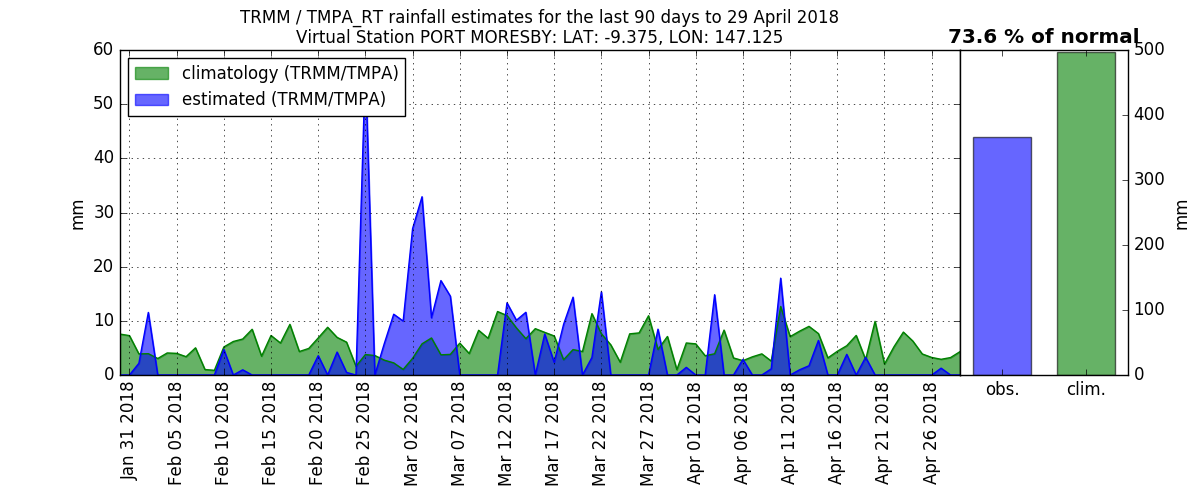 TRMM / TMPA_RT rainfall estimates for the last 90 days to 29 April 2018
Virtual Station PORT MORESBY: LAT: -9.375, LON: 147.125
73.6 % of normal
climatology (TRMM/TMPA)
estimated (TRMM/TMPA)
60
50
40
30
20
10
0
mm
Jan 31 2018
Feb 05 2018
Feb 10 2018
Feb 15 2018
Feb 20 2018
Feb 25 2018
Mar 02 2018
Mar 07 2018
Mar 12 2018
Mar 17 2018
Mar 22 2018
Mar 27 2018
Apr 01 2018
Apr 06 2018
Apr 11 2018
Apr 16 2018
Apr 21 2018
Apr 26 2018
obs.
clim.
500
400
300
200
100
0
mm